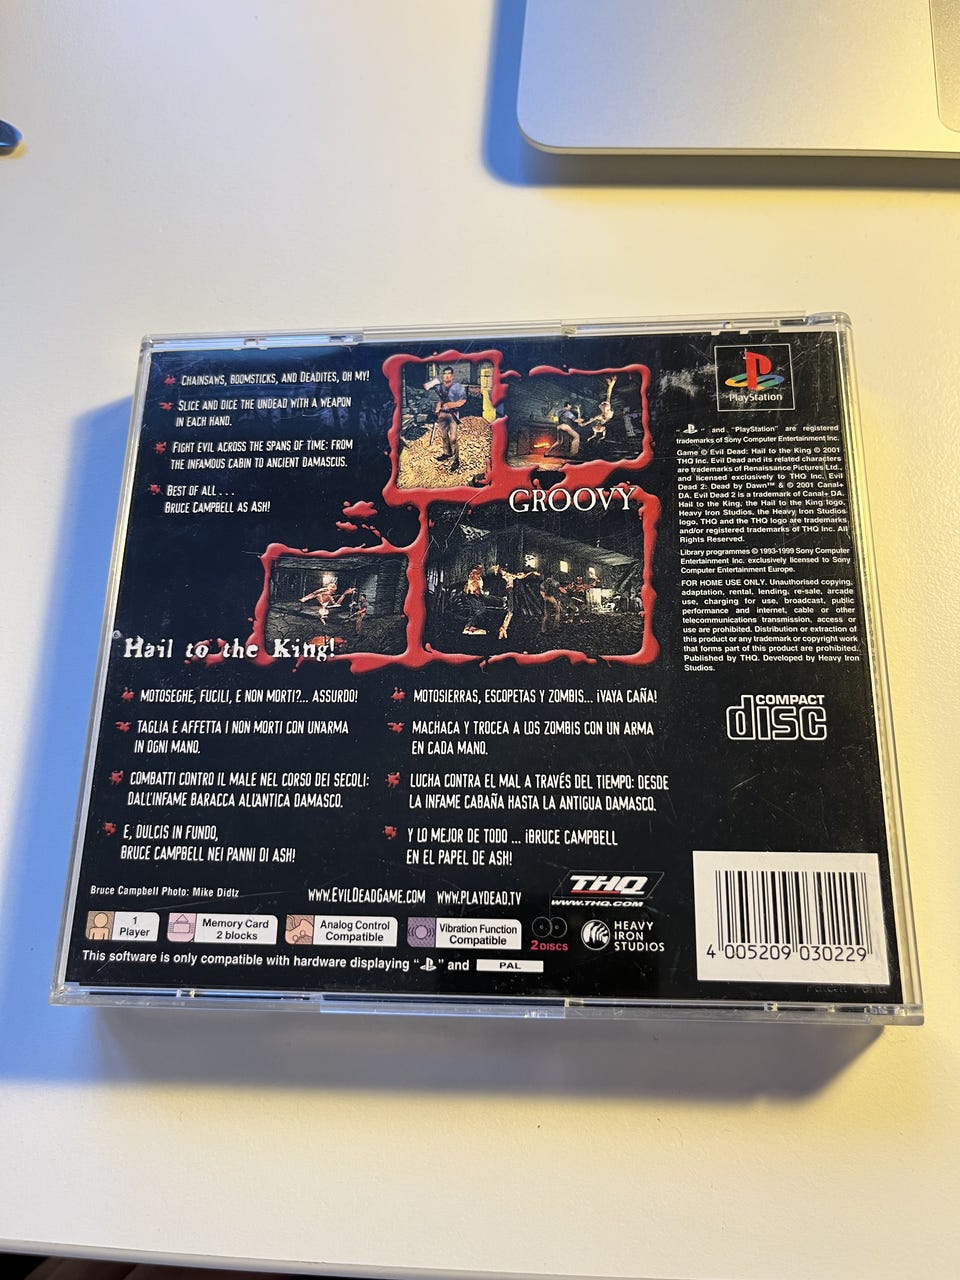 CHAINSAWS, BOOMSTICKS, AND DEADITES, OH MY!
SLICE AND DICE THE UNDEAD WITH A WEAPON
IN EACH HAND.
FIGHT EVIL ACROSS THE SPANS OF TIME: FROM
THE INFAMOUS CABIN TO ANCIENT DAMASCUS.
BEST OF ALL . . .
BRUCE CAMPBELL AS ASH!
GROOVY
Hail to the King!
PlayStation
" " and "PlayStation" are registered
trademarks of Sony Computer Entertainment Inc.
Game © Evil Dead: Hail to the King © 2001
THQ Inc. Evil Dead and its related characters
are trademarks of Renaissance Pictures Ltd.,
and licensed exclusively to THQ Inc. Evil
Dead 2: Dead by Dawn™ & © 2001 Canal+
DA. Evil Dead 2 is a trademark of Canal+ DA.
Hail to the King, the Hail to the King logo,
Heavy Iron Studios, the Heavy Iron Studios
logo, THQ and the THQ logo are trademarks
and/or registered trademarks of THQ Inc. All
Rights Reserved.
Library programmes © 1993-1999 Sony Computer
Entertainment Inc. exclusively licensed to Sony
Computer Entertainment Europe.
FOR HOME USE ONLY. Unauthorised copying,
adaptation, rental, lending, re-sale, arcade
use, charging for use, broadcast, public
performance and internet, cable or other
telecommunications transmission, access or
use are prohibited. Distribution or extraction of
this product or any trademark or copyright work
that forms part of this product are prohibited.
Published by THQ. Developed by Heavy Iron
Studios.
COMPACT
disc
MOTOSEGHE, FUCILI, E NON MORTI?... ASSURDO!
TAGLIA E AFFETTA I NON MORTI CON UN'ARMA
IN OGNI MANO.
COMBATTI CONTRO IL MALE NEL CORSO DEI SECOLI:
DALL'INFAME BARACCA ALL'ANTICA DAMASCO.
E, DULCIS IN FUNDO,
BRUCE CAMPBELL NEI PANNI DI ASH!
MOTOSIERRAS, ESCOPETAS Y ZOMBIS... ¡VAYA CAÑA!
MACHACA Y TROCEA A LOS ZOMBIS CON UN ARMA
EN CADA MANO.
LUCHA CONTRA EL MAL A TRAVÉS DEL TIEMPO: DESDE
LA INFAME CABAÑA HASTA LA ANTIGUA DAMASCO.
Y LO MEJOR DE TODO ... ¡BRUCE CAMPBELL
EN EL PAPEL DE ASH!
Bruce Campbell Photo: Mike Didtz
WWW.EVILDEADGAME.COM WWW.PLAYDEAD.TV
THQ
WWW.THQ.COM
1
Player
Memory Card
2 blocks
Analog Control
Compatible
Vibration Function
Compatible
2 DISCS
HEAVY
IRON
STUDIOS
This software is only compatible with hardware displaying " " and PAL
4 005209 030229